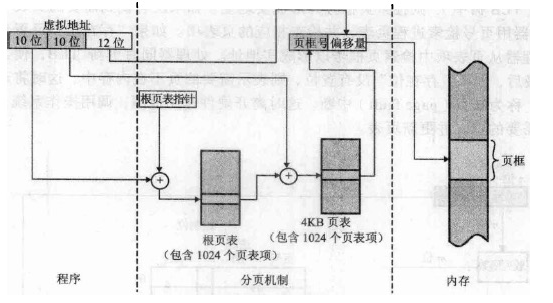 虚拟地址
10 位 10 位 12 位
页框号 偏移量
根页表指针
页框
根页表
(包含 1024 个页表项)
4KB 页表
(包含 1024 个页表项)
程序
分页机制
内存